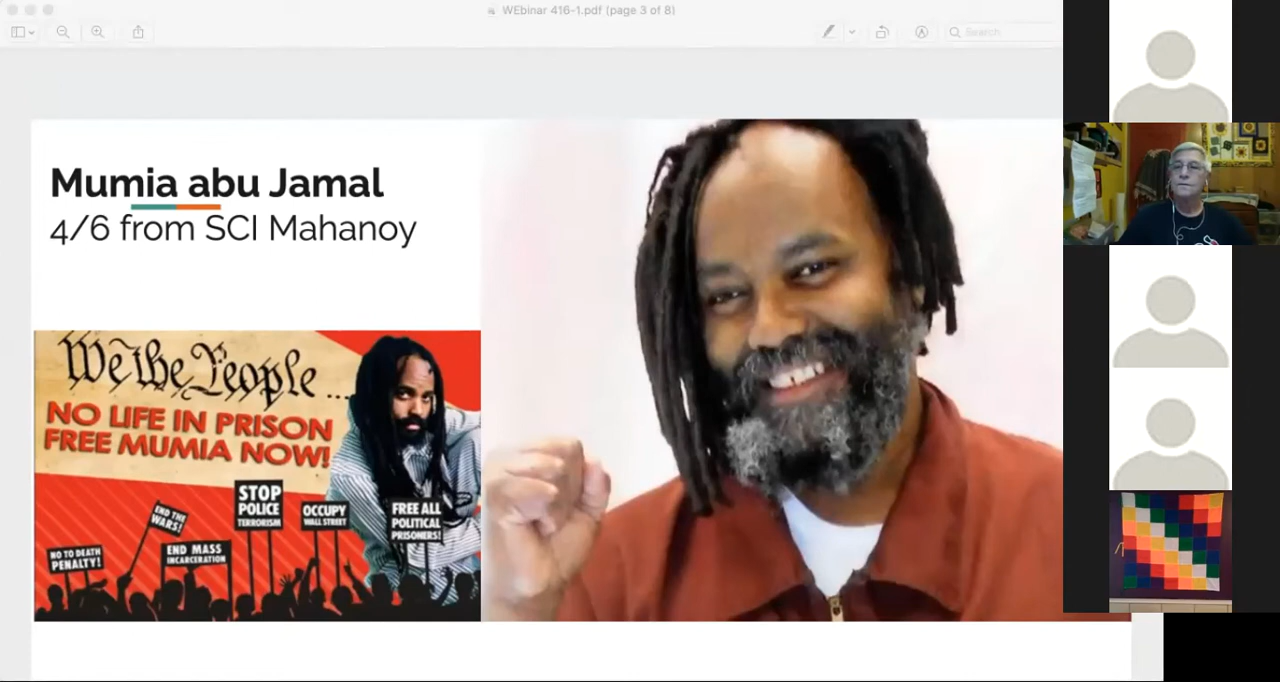 WEbinar 416-1.pdf (page 3 of 8)
Search
Mumia abu Jamal
4/6 from SCI Mahanoy
We the People...
NO LIFE IN PRISON
FREE MUMIA NOW!
STOP
POLICE
TERRORISM
END THE
WARS!
OCCUPY
WALL STREET
FREE ALL
POLITICAL
PRISONERS!
NO TO DEATH
PENALTY!
END MASS
INCARCERATION